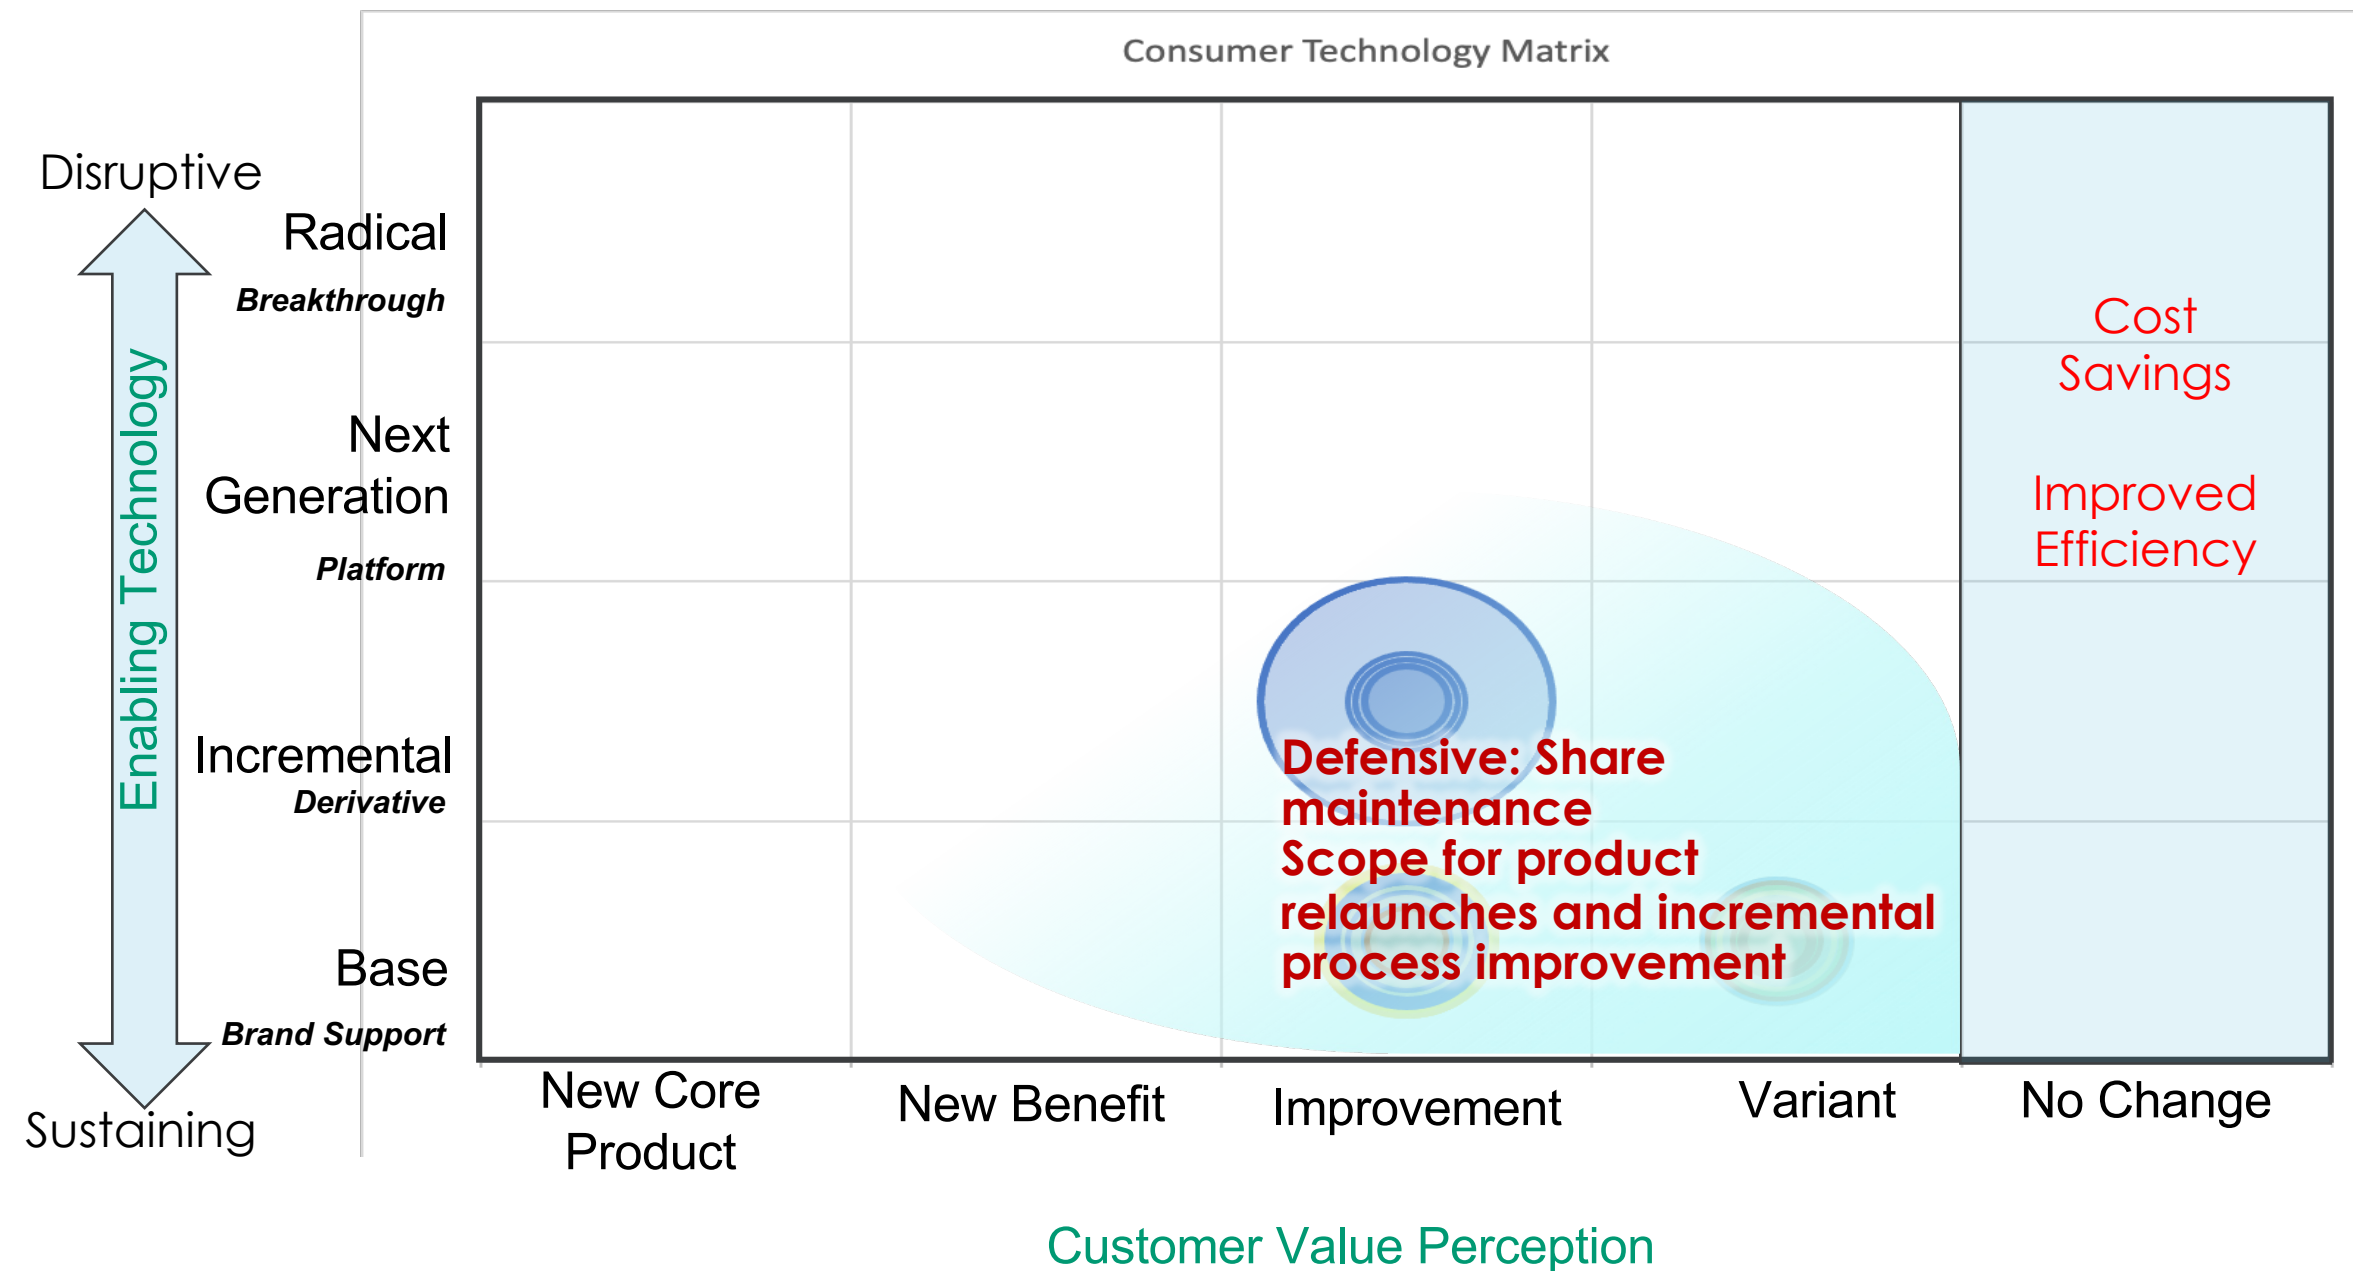 Consumer Technology Matrix
Disruptive
Radical
Breakthrough
Next
Generation
Platform
Enabling Technology
Incremental
Derivative
Base
Brand Support
Sustaining
Cost
Savings
Improved
Efficiency
Defensive: Share
maintenance
Scope for product
relaunches and incremental
process improvement
New Core
Product
New Benefit
Improvement
Variant
No Change
Customer Value Perception